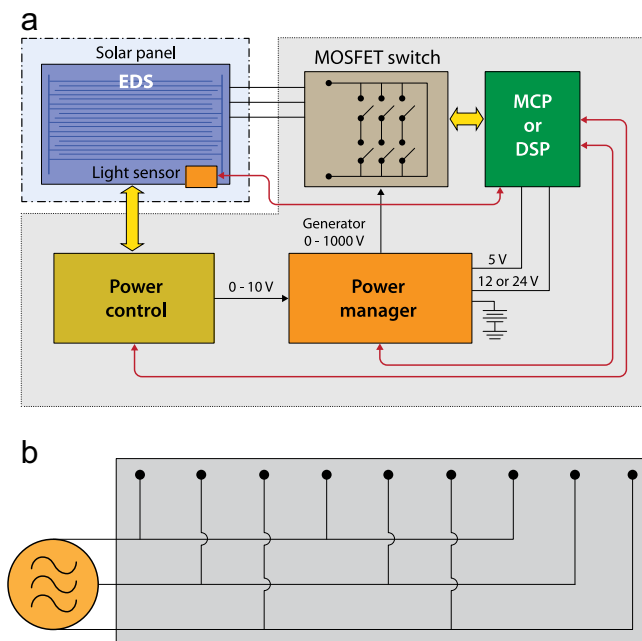 a
Solar panel
EDS
Light sensor
MOSFET switch
MCP
or
DSP
Generator
0 - 1000 V
5 V
12 or 24 V
Power
control
0 - 10 V
Power
manager
b